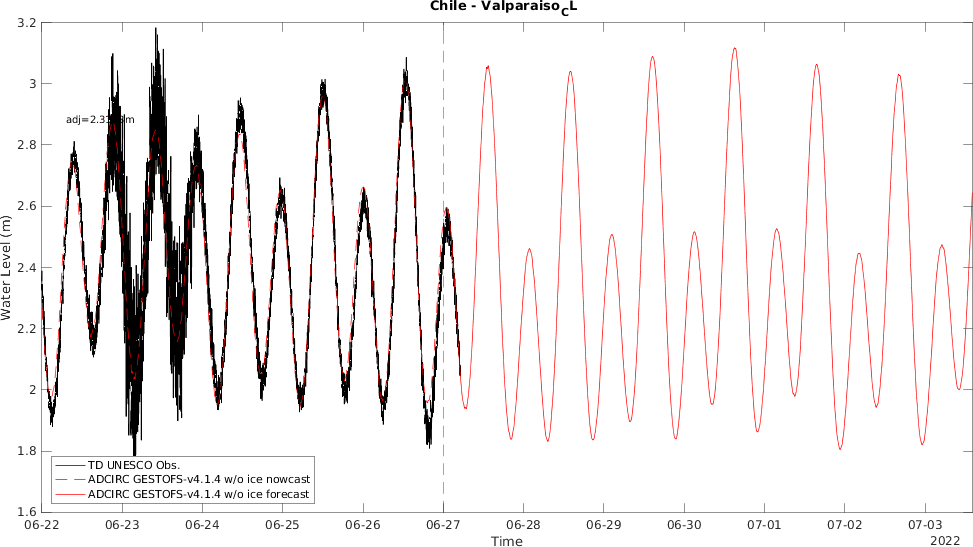 Chile - Valparaiso_CL
3.2
3
2.8
2.6
2.4
2.2
2
1.8
1.6
Water Level (m)
TD UNESCO Obs.
ADCIRC GESTOFS-v4.1.4 w/o ice nowcast
ADCIRC GESTOFS-v4.1.4 w/o ice forecast
06-22 06-23 06-24 06-25 06-26 06-27 06-28 06-29 06-30 07-01 07-02 07-03
Time
2022